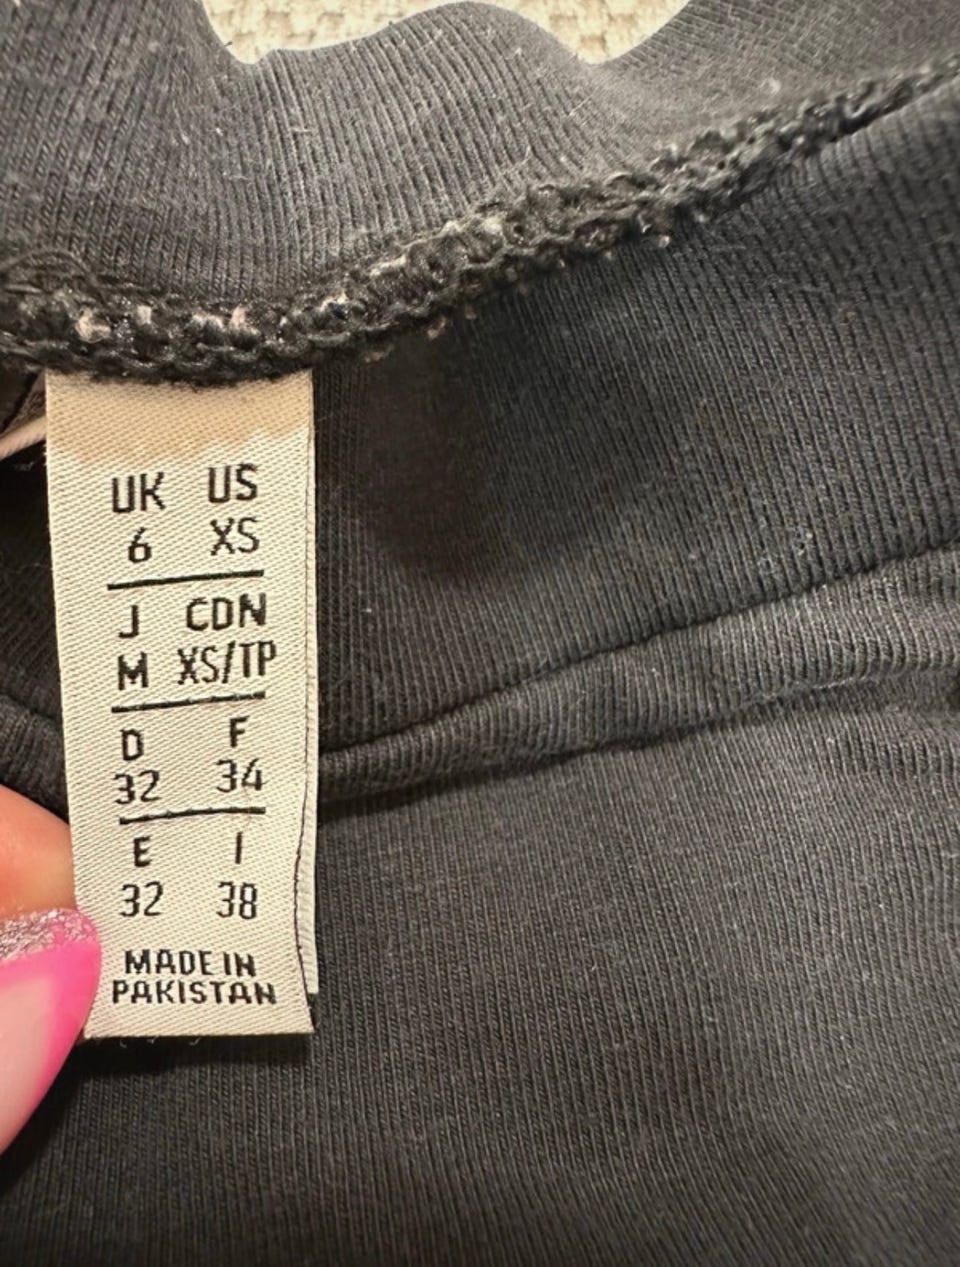 UK US
6 XS
J CDN
M XS/TP
D F
32 34
E I
32 38
MADE IN
PAKISTAN